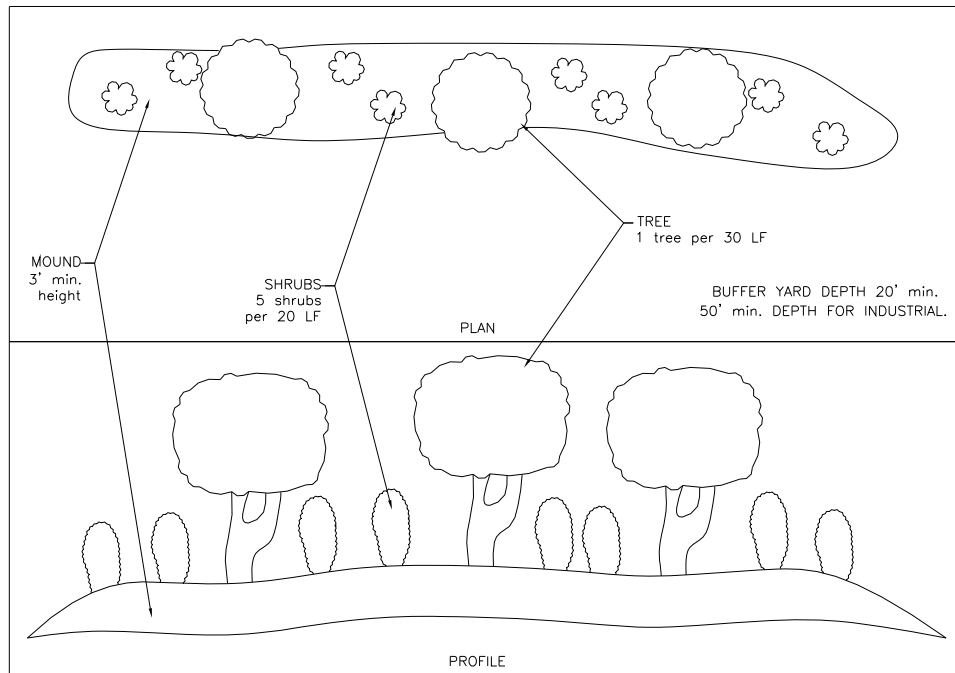 TREE
1 tree per 30 LF
MOUND
3' min.
height
SHRUBS
5 shrubs
per 20 LF
BUFFER YARD DEPTH 20' min.
50' min. DEPTH FOR INDUSTRIAL.
PLAN
PROFILE